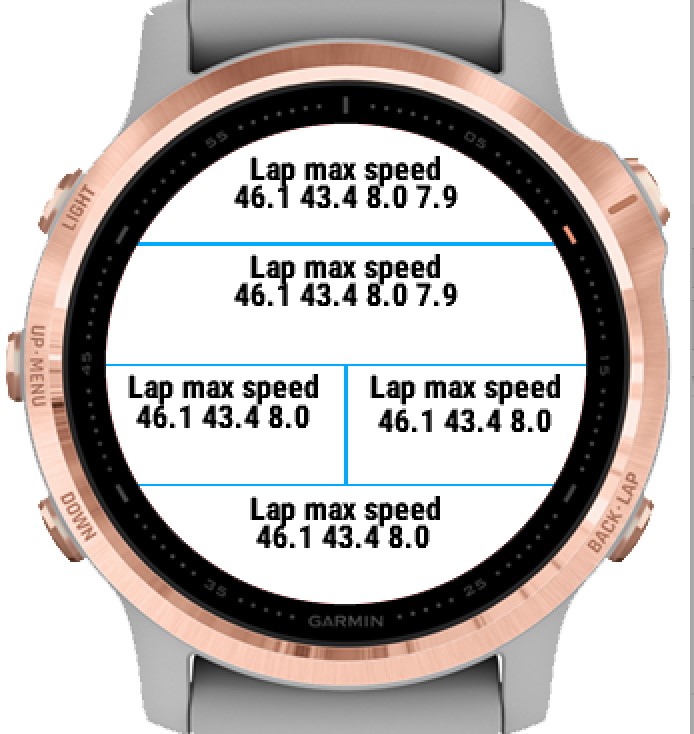 55
05
LIGHT
Lap max speed
46.1 43.4 8.0 7.9
Lap max speed
46.1 43.4 8.0 7.9
UP·MENU
45
15
Lap max speed
46.1 43.4 8.0
Lap max speed
46.1 43.4 8.0
DOWN
BACK·LAP
Lap max speed
46.1 43.4 8.0
35
25
GARMIN